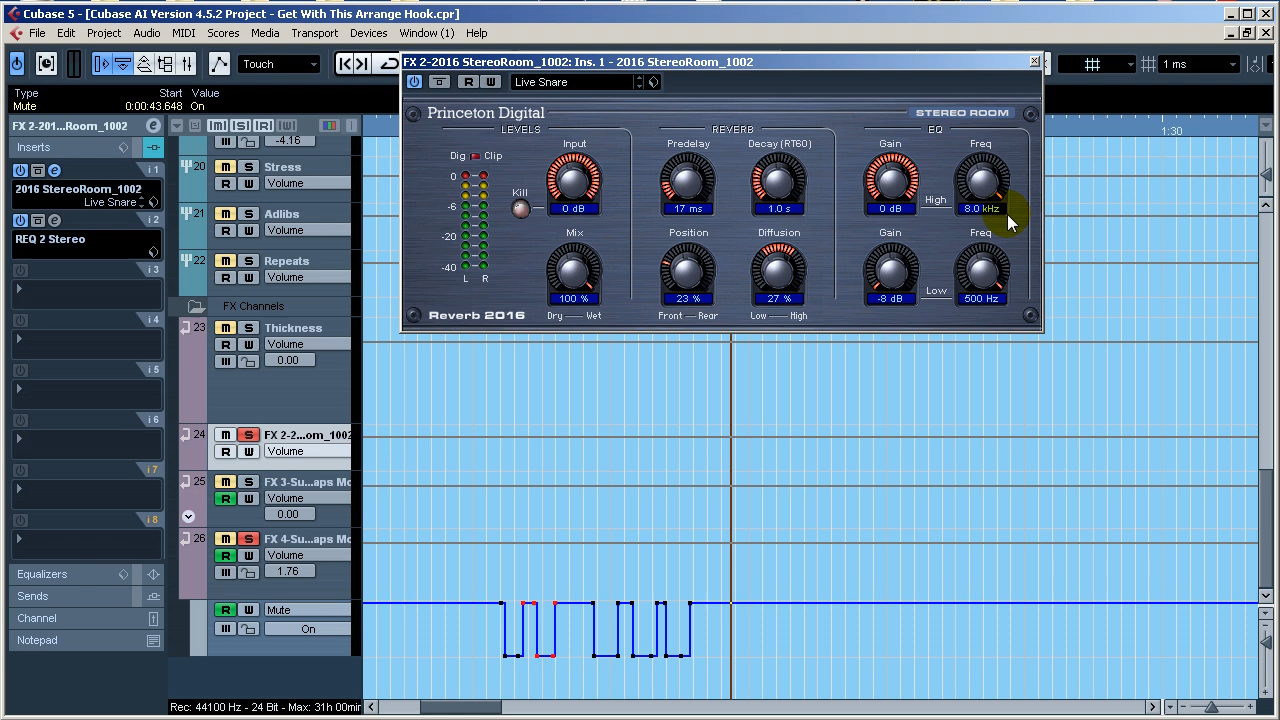 Cubase 5 - [Cubase AI Version 4.5.2 Project - Get With This Arrange Hook.cpr]
File Edit Project Audio MIDI Scores Media Transport Devices Window (1) Help
Touch
1 ms
Type Start Value
Mute 0:00:43.648 On
FX 2-2016 StereoRoom_1002: Ins. 1 - 2016 StereoRoom_1002
R W Live Snare
Princeton Digital
STEREO ROOM
LEVELS REVERB EQ
Dig Clip
Input Predelay Decay (RT60) Gain Freq
0
-6
-20
-40
L R
Kill
0 dB 17 ms 1.0 s 0 dB High 8.0 kHz
Mix Position Diffusion Gain Freq
100 % 23 % 27 % -8 dB Low 500 Hz
Reverb 2016
Dry Wet Front Rear Low High
1:30
FX 2-201...Room_1002 e
Inserts
i 1
2016 StereoRoom_1002
Live Snare
i 2
REQ 2 Stereo
i 3
i 4
i 5
i 6
i 7
i 8
Equalizers
Sends
Channel
Notepad
M S R W
-4.16
20 M S Stress
R W Volume
21 M S Adlibs
R W Volume
22 M S Repeats
R W Volume
FX Channels
23 M S Thickness
R W Volume
0.00
24 M S FX 2-2...om_1002
R W Volume
25 M S FX 3-Su...aps Mo
R W Volume
0.00
26 M S FX 4-Su...aps Mo
R W Volume
1.76
R W Mute
On
Rec: 44100 Hz - 24 Bit - Max: 31h 00min